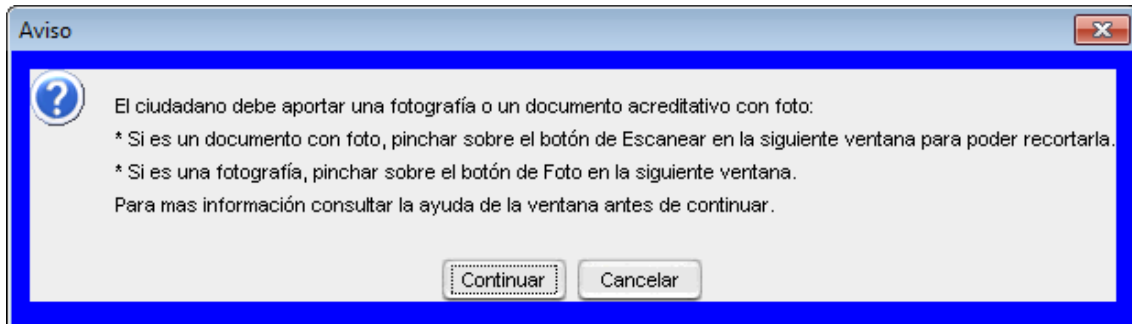 Aviso
El ciudadano debe aportar una fotografía o un documento acreditativo con foto:
* Si es un documento con foto, pinchar sobre el botón de Escanear en la siguiente ventana para poder recortarla.
* Si es una fotografía, pinchar sobre el botón de Foto en la siguiente ventana.
Para mas información consultar la ayuda de la ventana antes de continuar.
Continuar Cancelar